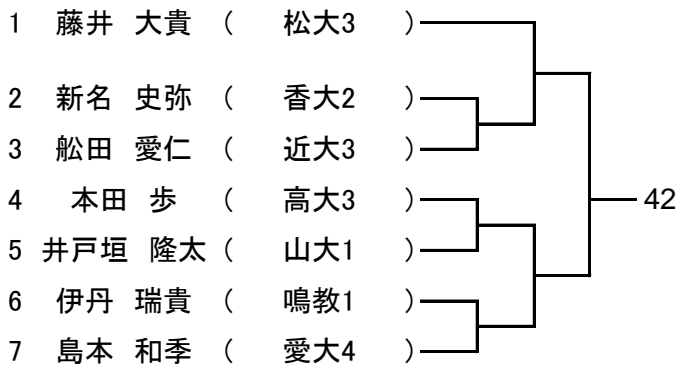 1 藤井 大貴 ( 松大3 )
2 新名 史弥 ( 香大2 )
3 舩田 愛仁 ( 近大3 )
4 本田 歩 ( 高大3 )
42
5 井戸垣 隆太 ( 山大1 )
6 伊丹 瑞貴 ( 鳴教1 )
7 島本 和季 ( 愛大4 )